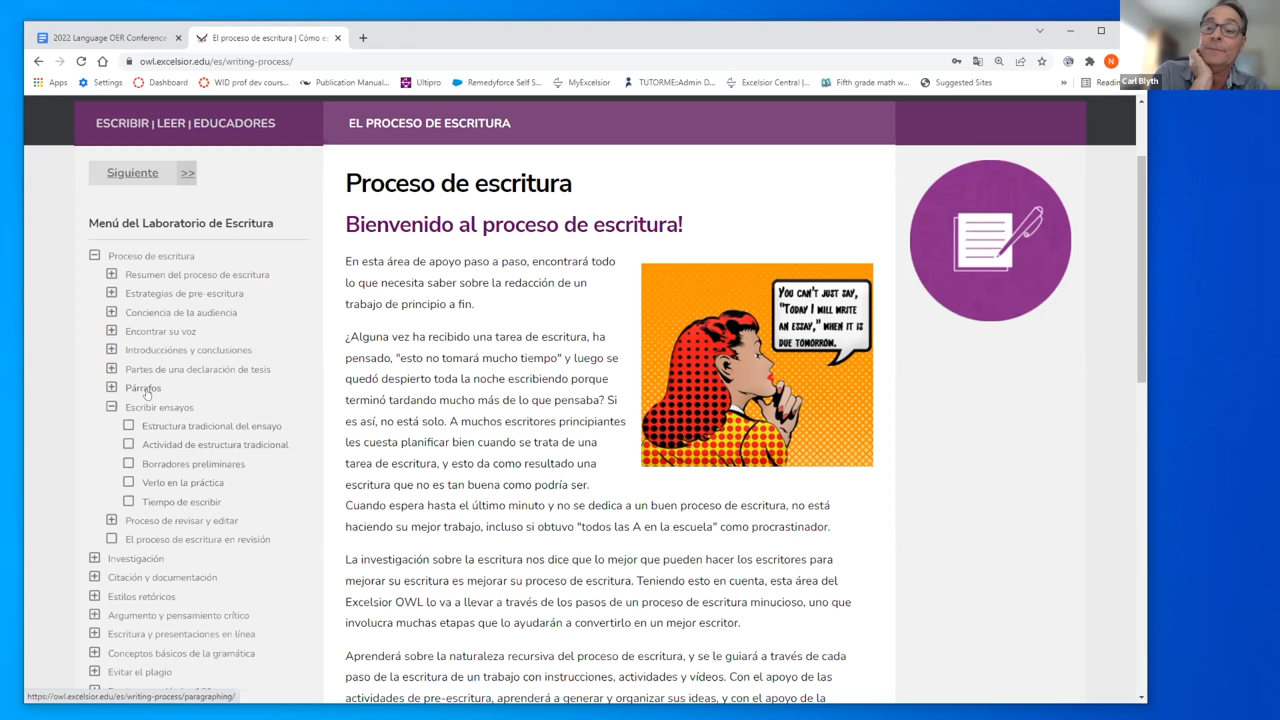 2022 Language OER Conference
El proceso de escritura | Cómo e
owl.excelsior.edu/es/writing-process/
Apps
Settings
Dashboard
WID prof dev cours...
Publication Manual...
Ultipro
Remedyforce Self S...
MyExcelsior
TUTORME:Admin D...
Excelsior Central |...
Fifth grade math w...
Suggested Sites
»
Readin
Carl Blyth
ESCRIBIR | LEER | EDUCADORES
EL PROCESO DE ESCRITURA
Siguiente >>
Menú del Laboratorio de Escritura
Proceso de escritura
Resumen del proceso de escritura
Estrategias de pre-escritura
Conciencia de la audiencia
Encontrar su voz
Introducciónes y conclusiones
Partes de una declaración de tesis
Párrafos
Escribir ensayos
Estructura tradicional del ensayo
Actividad de estructura tradicional
Borradores preliminares
Verlo en la práctica
Tiempo de escribir
Proceso de revisar y editar
El proceso de escritura en revisión
Investigación
Citación y documentación
Estilos retóricos
Argumento y pensamiento crítico
Escritura y presentaciones en línea
Conceptos básicos de la gramática
Evitar el plagio
https://owl.excelsior.edu/es/writing-process/paragraphing/
Proceso de escritura
Bienvenido al proceso de escritura!
En esta área de apoyo paso a paso, encontrará todo
lo que necesita saber sobre la redacción de un
trabajo de principio a fin.
¿Alguna vez ha recibido una tarea de escritura, ha
pensado, "esto no tomará mucho tiempo" y luego se
quedó despierto toda la noche escribiendo porque
terminó tardando mucho más de lo que pensaba? Si
es así, no está solo. A muchos escritores principiantes
les cuesta planificar bien cuando se trata de una
tarea de escritura, y esto da como resultado una
escritura que no es tan buena como podría ser.
Cuando espera hasta el último minuto y no se dedica a un buen proceso de escritura, no está
haciendo su mejor trabajo, incluso si obtuvo "todos las A en la escuela" como procrastinador.
La investigación sobre la escritura nos dice que lo mejor que pueden hacer los escritores para
mejorar su escritura es mejorar su proceso de escritura. Teniendo esto en cuenta, esta área del
Excelsior OWL lo va a llevar a través de los pasos de un proceso de escritura minucioso, uno que
involucra muchas etapas que lo ayudarán a convertirlo en un mejor escritor.
Aprenderá sobre la naturaleza recursiva del proceso de escritura, y se le guiará a través de cada
paso de la escritura de un trabajo con instrucciones, actividades y vídeos. Con el apoyo de las
actividades de pre-escritura, aprenderá a generar y organizar sus ideas, y con el apoyo de la
YOU CAN'T JUST SAY,
"TODAY I WILL WRITE
AN ESSAY," WHEN IT IS
DUE TOMORROW.
N